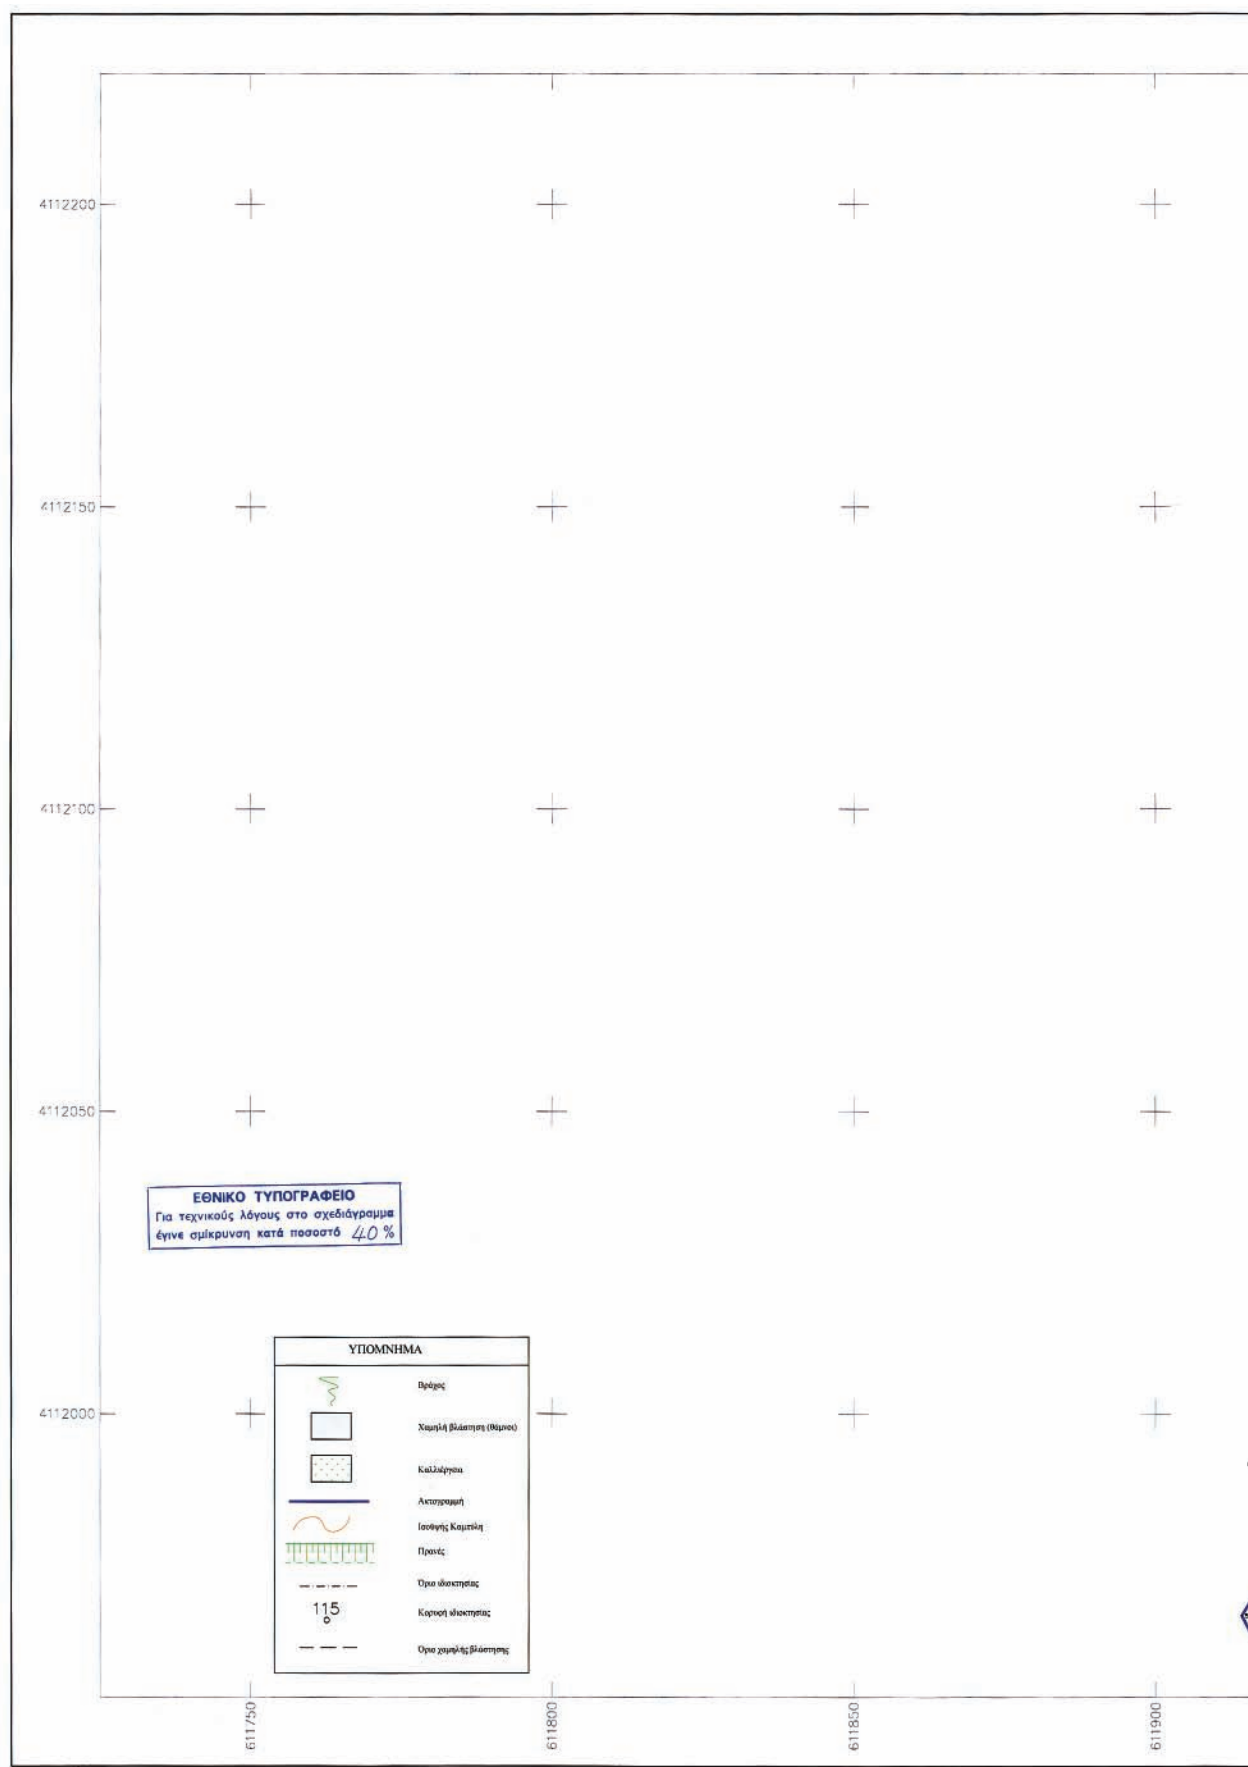 4112200
4112150
4112100
4112050
ΕΘΝΙΚΟ ΤΥΠΟΓΡΑΦΕΙΟ
Για τεχνικούς λόγους στο σχεδιάγραμμα
έγινε σμίκρυνση κατά ποσοστό 40 %
ΥΠΟΜΝΗΜΑ
Βράχος
4112000
Χαμηλή βλάστηση (θάμνοι)
Καλλιέργεια
Ακτογραμμή
Ισοϋψής Καμπύλη
Πρανές
Όριο ιδιοκτησίας
115
Κορυφή ιδιοκτησίας
Όριο χαμηλής βλάστησης
611750
611800
611850
611900